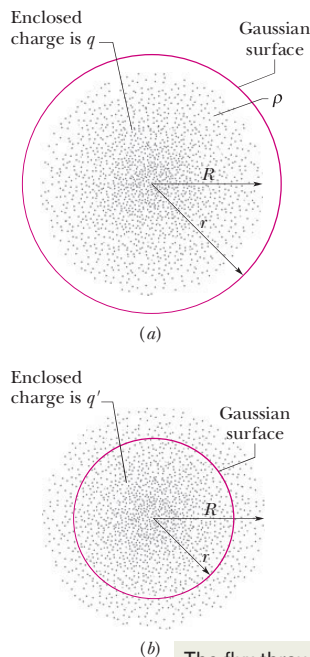 Enclosed
charge is q
Gaussian
surface
ρ
R
r
(a)
Enclosed
charge is q′
Gaussian
surface
R
r
(b)